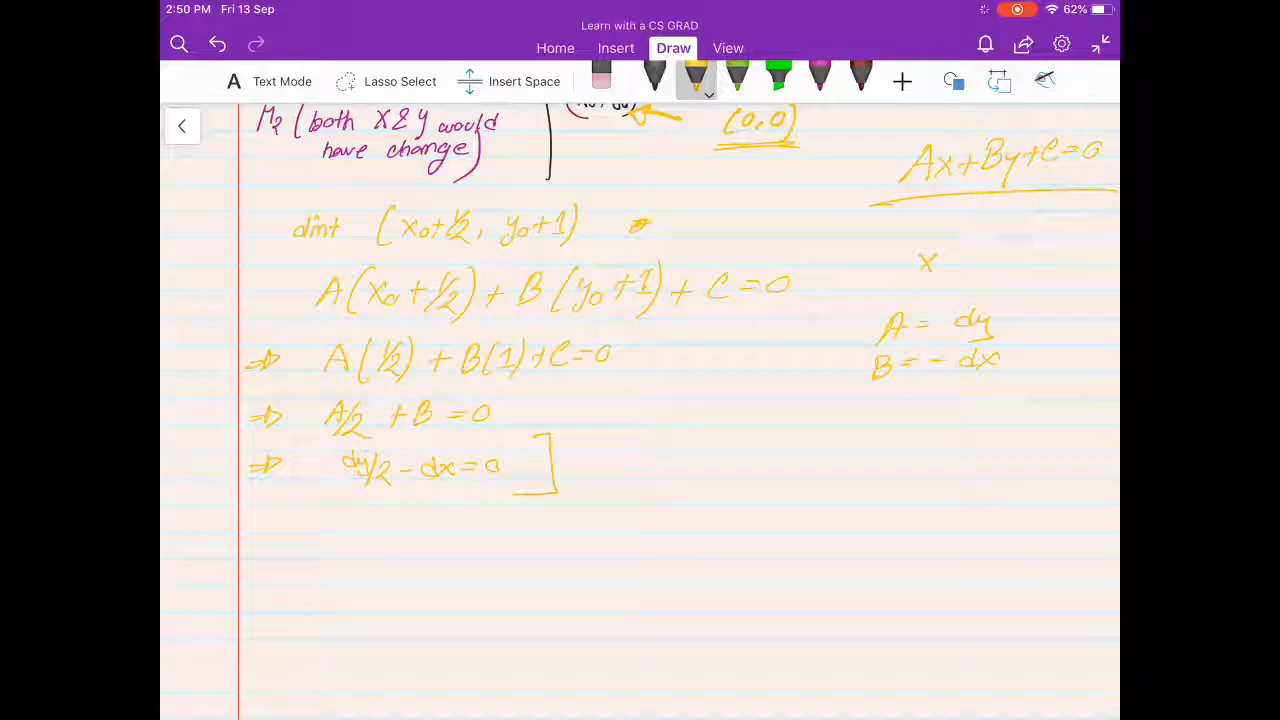 2:50 PM Fri 13 Sep
62%
Learn with a CS GRAD
Home Insert Draw View
A Text Mode Lasso Select Insert Space
M2 (both x & y would
have change)
(0,0)
Ax+By+C=0
dint (x0+1/2, y0+1)
x
A(x0+1/2) + B(y0+1) + C=0
A = dy
B = - dx
⇒ A(1/2) + B(1)+C=0
⇒ A/2 + B = 0
⇒ dy/2 - dx = 0